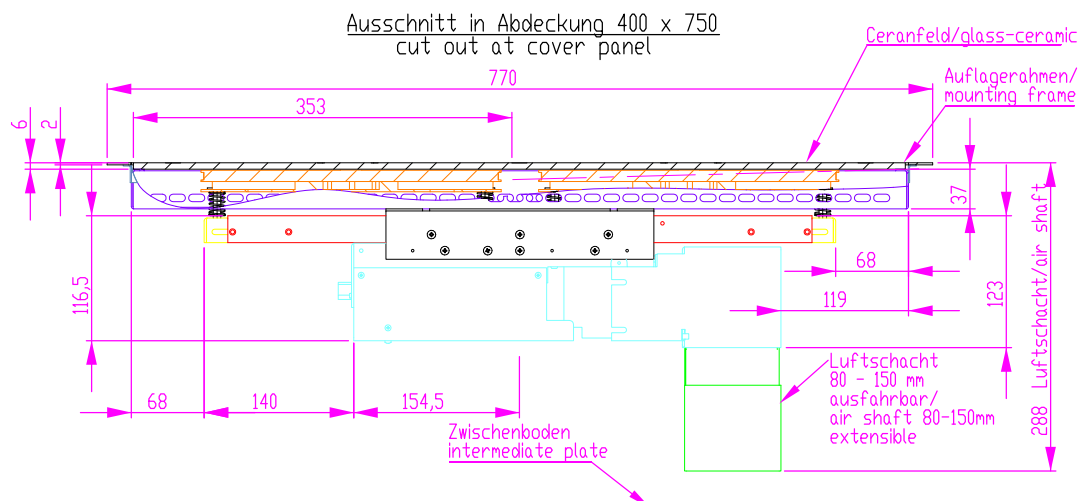 Ausschnitt in Abdeckung 400 x 750
cut out at cover panel
Ceranfeld/glass-ceramic
770
Auflagerahmen/
mounting frame
353
6
2
37
116,5
68
123
119
288 Luftschacht/air shaft
Luftschacht
80 - 150 mm
ausfahrbar/
air shaft 80-150mm
extensible
68
140
154,5
Zwischenboden
intermediate plate